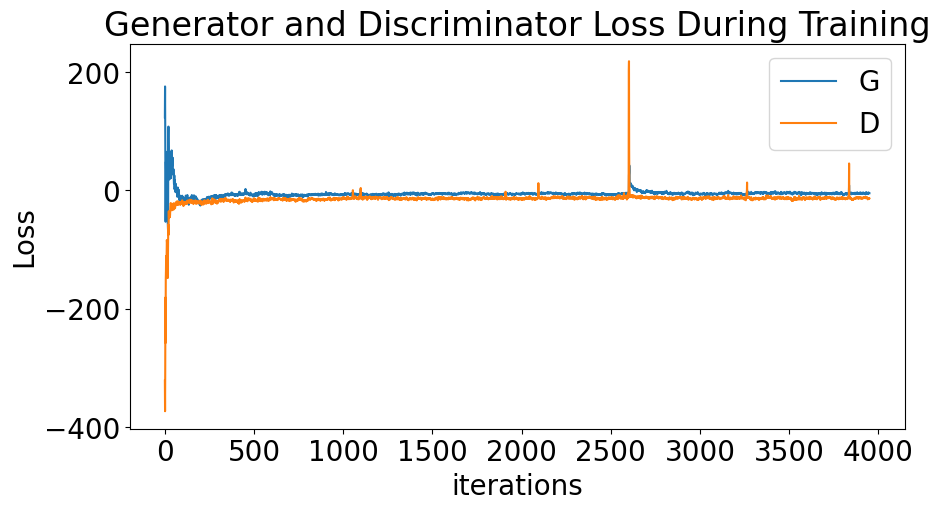 Generator and Discriminator Loss During Training
200
0
−200
−400
Loss
G
D
0 500 1000 1500 2000 2500 3000 3500 4000
iterations